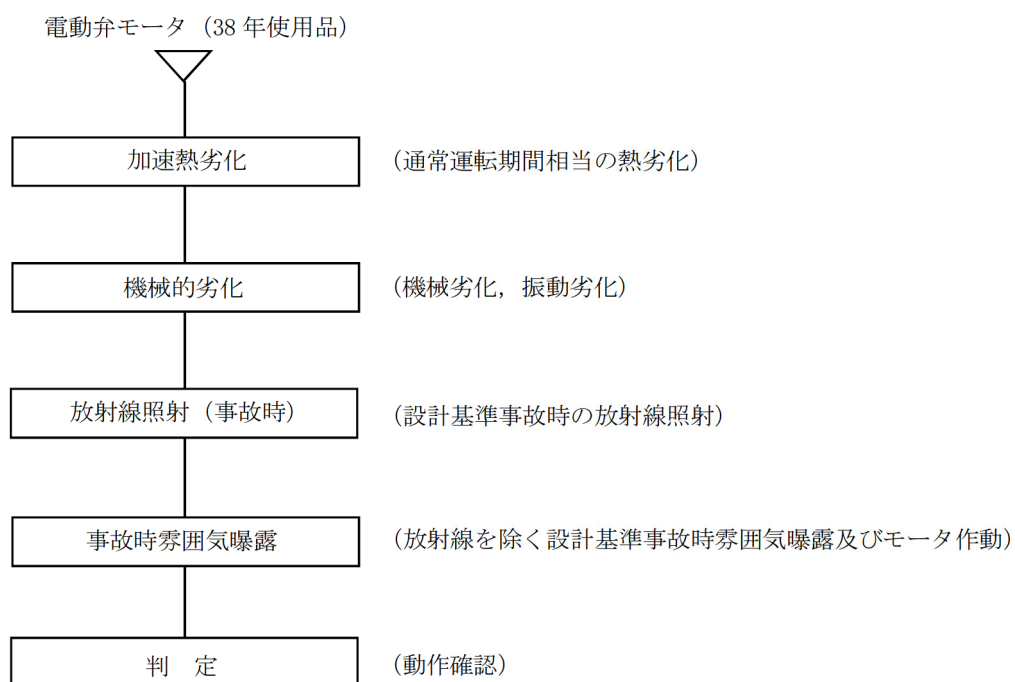 電動弁モータ（38 年使用品）
加速熱劣化 （通常運転期間相当の熱劣化）
機械的劣化 （機械劣化，振動劣化）
放射線照射（事故時） （設計基準事故時の放射線照射）
事故時雰囲気曝露 （放射線を除く設計基準事故時雰囲気曝露及びモータ作動）
判　定 （動作確認）